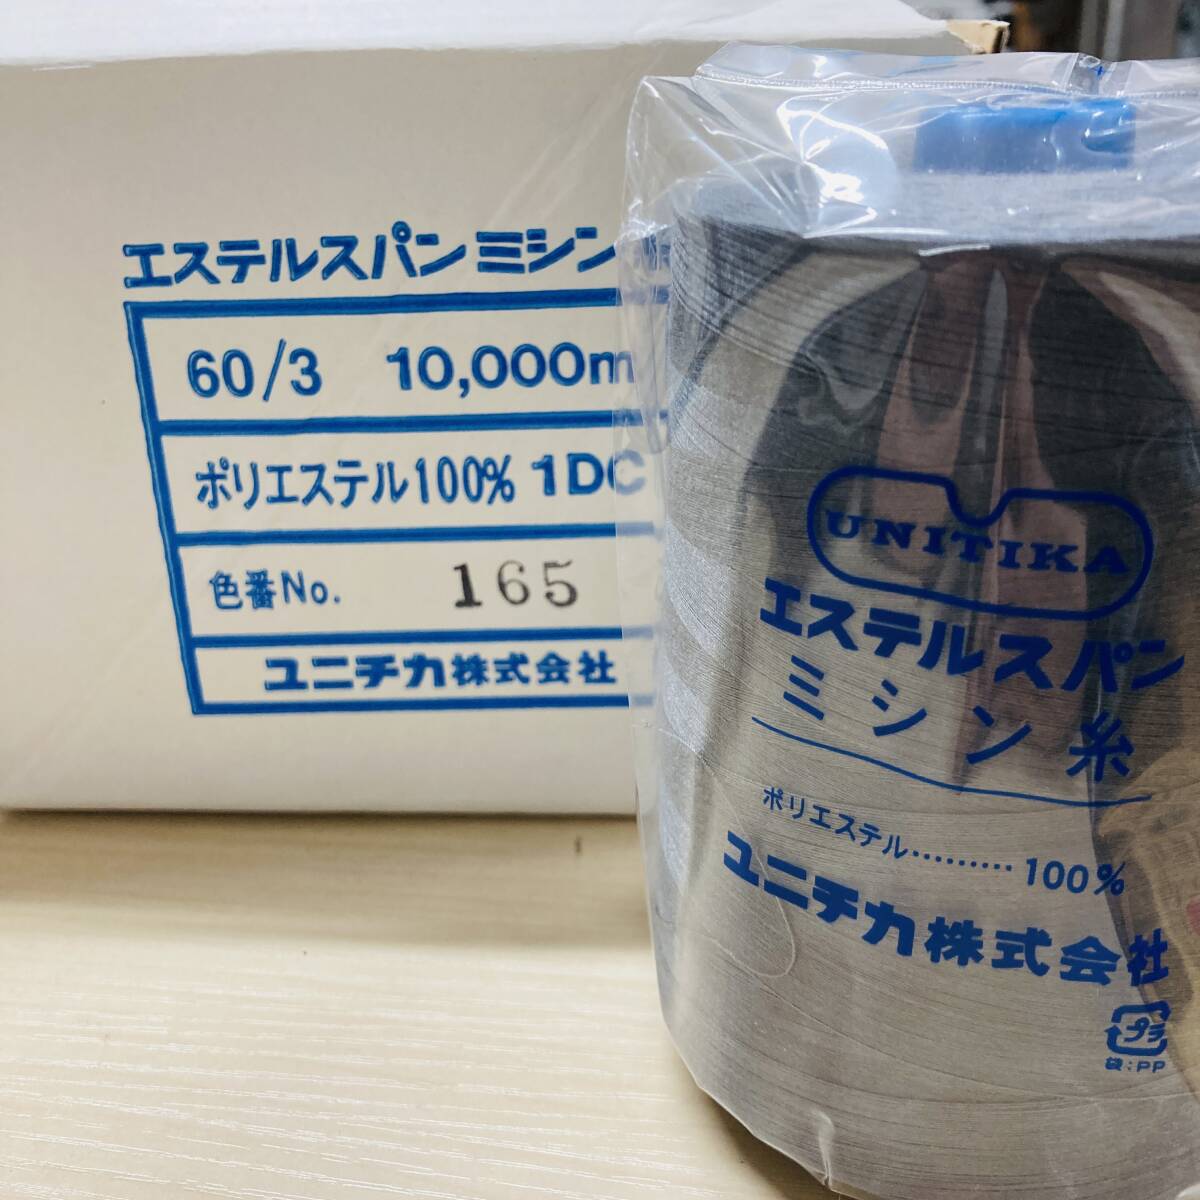 エステルスパンミシン
60/3 10,000m
ポリエステル100% 1DC
色番No. 165
ユニチカ株式会社
UNITIKA
エステルスパン
ミシン糸
ポリエステル………100%
ユニチカ株式会社
プラ
袋:PP